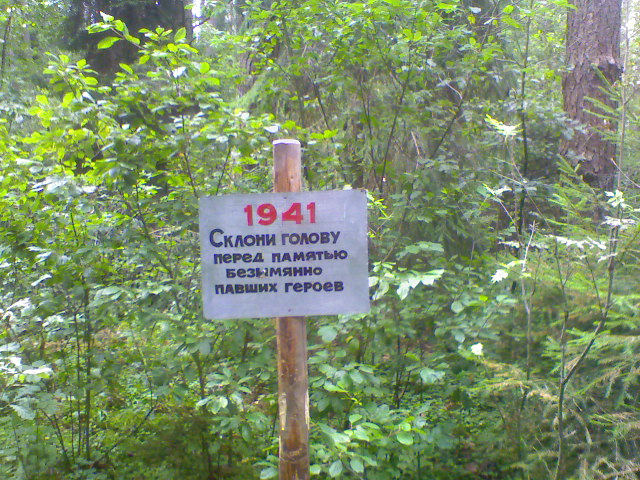 1941
Склони голову
перед памятью
безымянно
павших героев